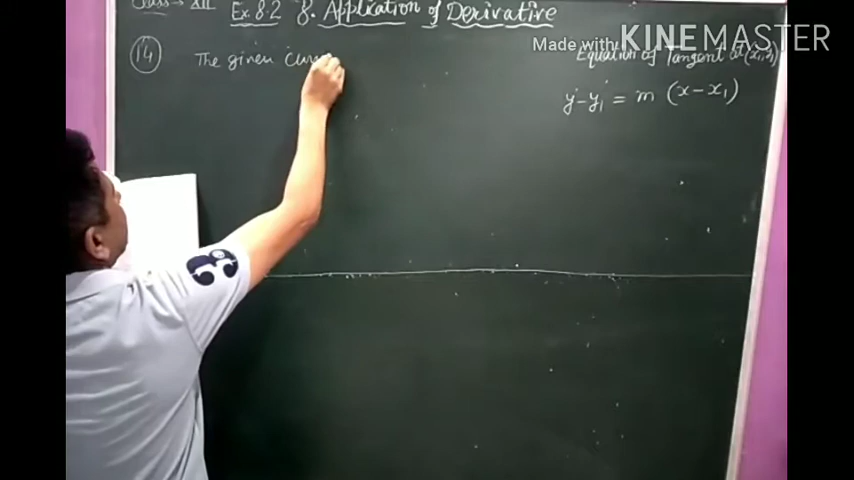 Class → XII Ex. 8.2 8. Application of Derivative
Made with KINEMASTER
Equation of Tangent at (x₁, y₁)
y - y₁ = m (x - x₁)
14 The given curv